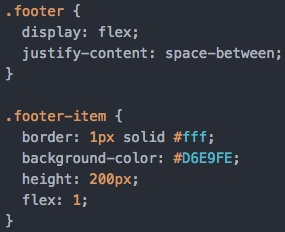 .footer {
  display: flex;
  justify-content: space-between;
}

.footer-item {
  border: 1px solid #fff;
  background-color: #D6E9FE;
  height: 200px;
  flex: 1;
}